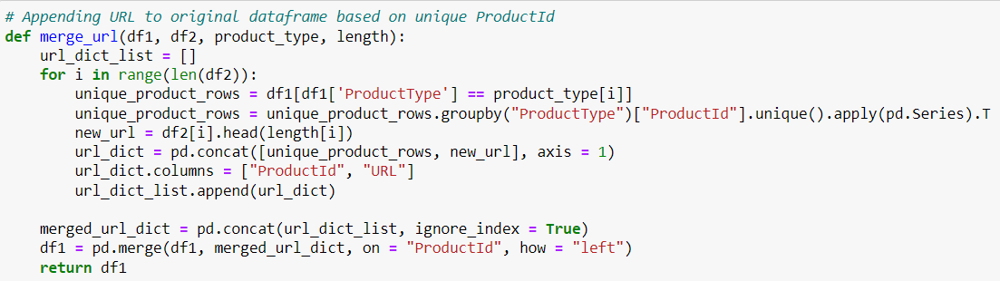 # Appending URL to original dataframe based on unique ProductId
def merge_url(df1, df2, product_type, length):
    url_dict_list = []
    for i in range(len(df2)):
        unique_product_rows = df1[df1['ProductType'] == product_type[i]]
        unique_product_rows = unique_product_rows.groupby("ProductType")["ProductId"].unique().apply(pd.Series).T
        new_url = df2[i].head(length[i])
        url_dict = pd.concat([unique_product_rows, new_url], axis = 1)
        url_dict.columns = ["ProductId", "URL"]
        url_dict_list.append(url_dict)

    merged_url_dict = pd.concat(url_dict_list, ignore_index = True)
    df1 = pd.merge(df1, merged_url_dict, on = "ProductId", how = "left")
    return df1